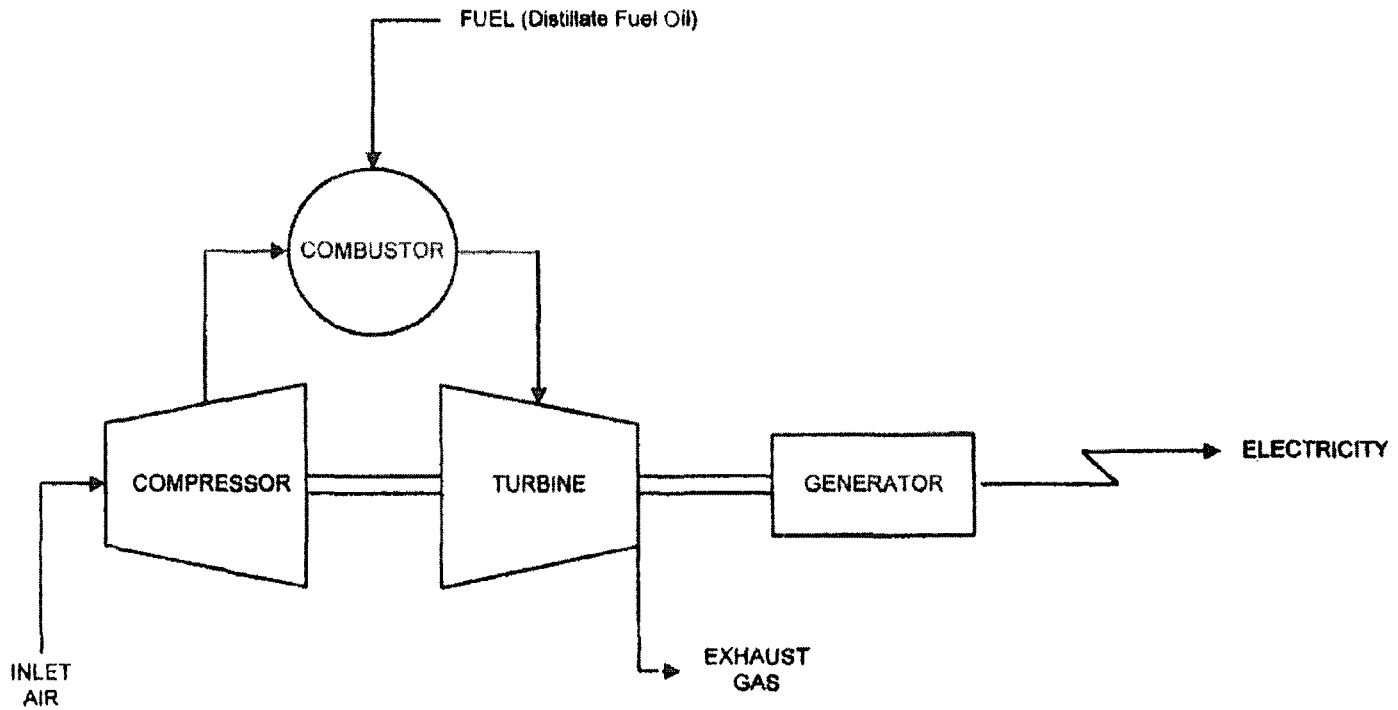 FUEL (Distillate Fuel Oil)
COMBUSTOR
COMPRESSOR
TURBINE
GENERATOR
ELECTRICITY
INLET
AIR
EXHAUST
GAS